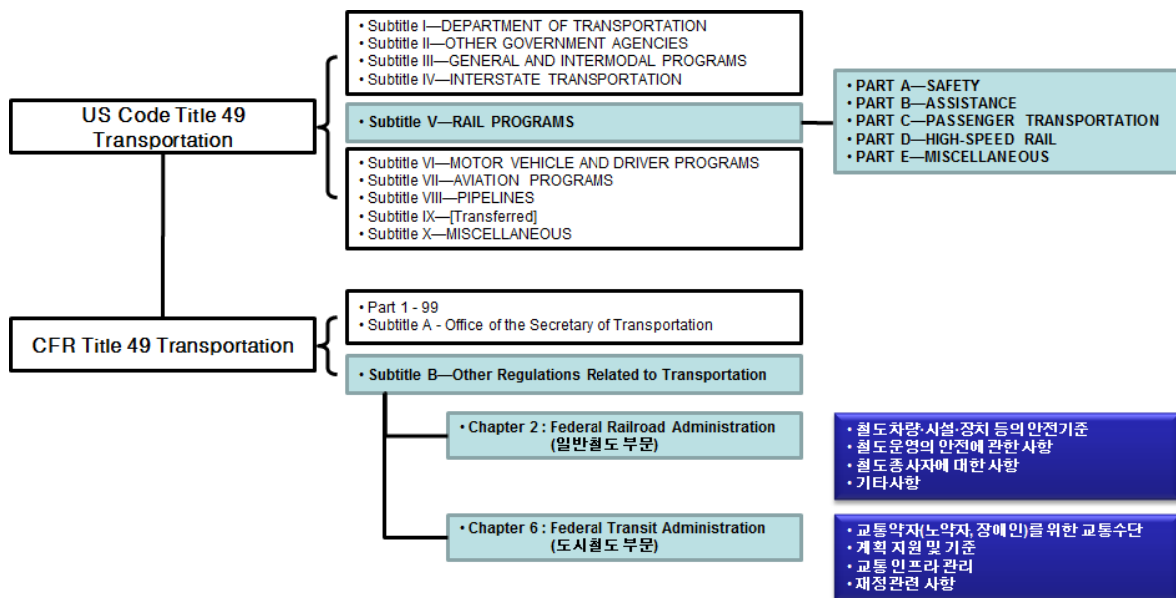 • Subtitle I—DEPARTMENT OF TRANSPORTATION
• Subtitle II—OTHER GOVERNMENT AGENCIES
• Subtitle III—GENERAL AND INTERMODAL PROGRAMS
• Subtitle IV—INTERSTATE TRANSPORTATION
US Code Title 49
Transportation
• Subtitle V—RAIL PROGRAMS
• PART A—SAFETY
• PART B—ASSISTANCE
• PART C—PASSENGER TRANSPORTATION
• PART D—HIGH-SPEED RAIL
• PART E—MISCELLANEOUS
• Subtitle VI—MOTOR VEHICLE AND DRIVER PROGRAMS
• Subtitle VII—AVIATION PROGRAMS
• Subtitle VIII—PIPELINES
• Subtitle IX—[Transferred]
• Subtitle X—MISCELLANEOUS
CFR Title 49 Transportation
• Part 1 - 99
• Subtitle A - Office of the Secretary of Transportation
• Subtitle B—Other Regulations Related to Transportation
• Chapter 2 : Federal Railroad Administration
(일반철도 부문)
• 철도차량·시설·장치 등의 안전기준
• 철도운영의 안전에 관한 사항
• 철도종사자에 대한 사항
• 기타사항
• Chapter 6 : Federal Transit Administration
(도시철도 부문)
• 교통약자(노약자, 장애인)를 위한 교통수단
• 계획 지원 및 기준
• 교통 인프라 관리
• 재정관련 사항